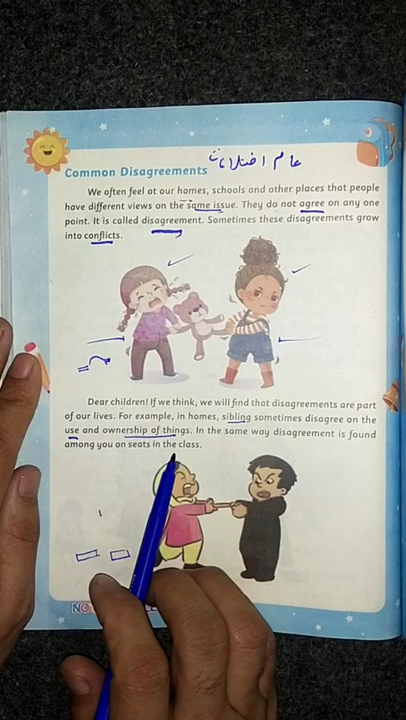 عام اختلافات
Common Disagreements
We often feel at our homes, schools and other places that people
have different views on the same issue. They do not agree on any one
point. It is called disagreement. Sometimes these disagreements grow
into conflicts.
Dear children! If we think, we will find that disagreements are part
of our lives. For example, in homes, sibling sometimes disagree on the
use and ownership of things. In the same way disagreement is found
among you on seats in the class.